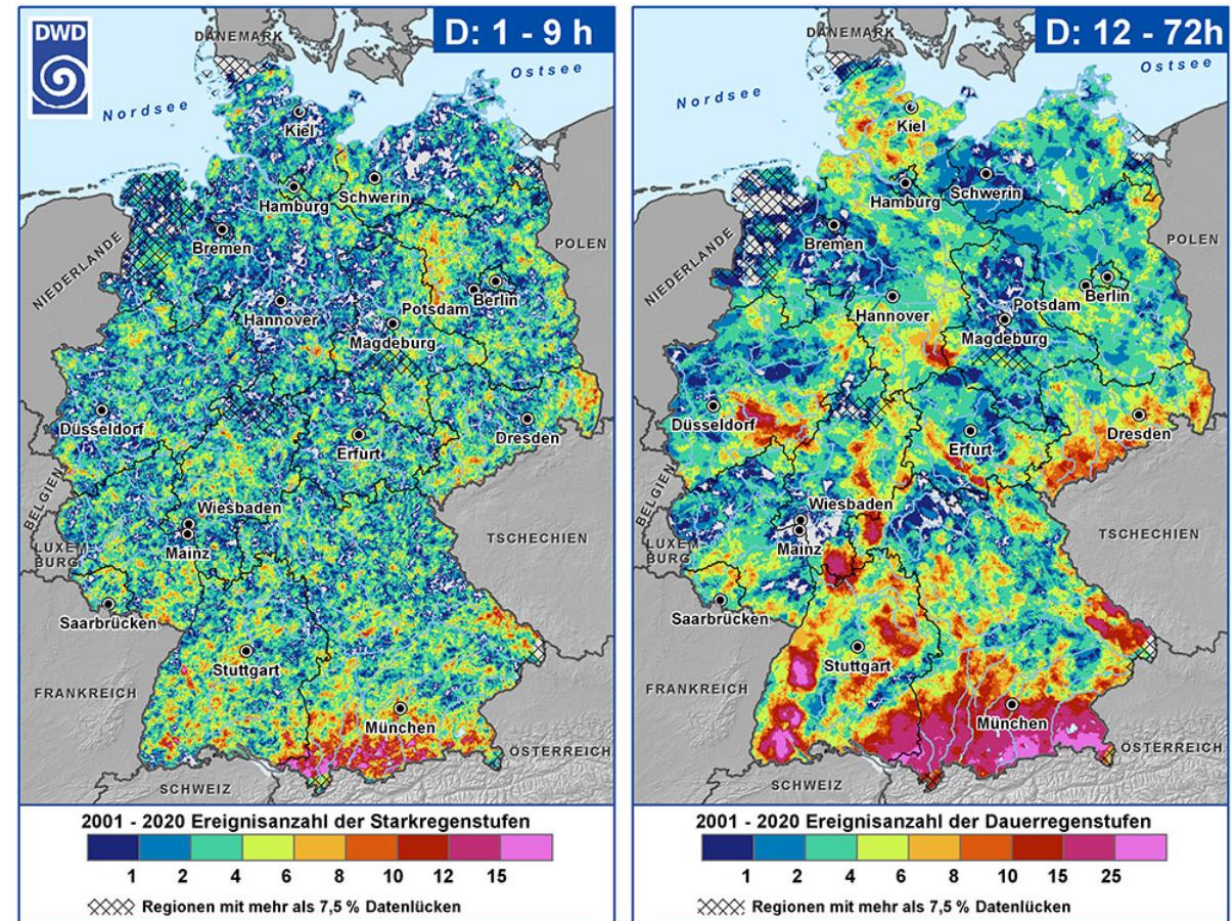 DWD
D: 1 - 9 h
DÄNEMARK
Ostsee
Nordsee
Kiel
Hamburg
Schwerin
Bremen
NIEDERLANDE
POLEN
Hannover
Potsdam
Berlin
Magdeburg
Düsseldorf
Erfurt
Dresden
BELGIEN
Wiesbaden
Mainz
LUXEM
BURG
TSCHECHIEN
Saarbrücken
Stuttgart
FRANKREICH
München
ÖSTERREICH
SCHWEIZ
2001 - 2020 Ereignisanzahl der Starkregenstufen
1 2 4 6 8 10 12 15
Regionen mit mehr als 7,5 % Datenlücken
D: 12 - 72h
DÄNEMARK
Ostsee
Nordsee
Kiel
Hamburg
Schwerin
Bremen
NIEDERLANDE
POLEN
Hannover
Potsdam
Berlin
Magdeburg
Düsseldorf
Erfurt
Dresden
BELGIEN
Wiesbaden
Mainz
LUXEM
BURG
TSCHECHIEN
Saarbrücken
Stuttgart
FRANKREICH
München
ÖSTERREICH
SCHWEIZ
2001 - 2020 Ereignisanzahl der Dauerregenstufen
1 2 4 6 8 10 15 25
Regionen mit mehr als 7,5 % Datenlücken